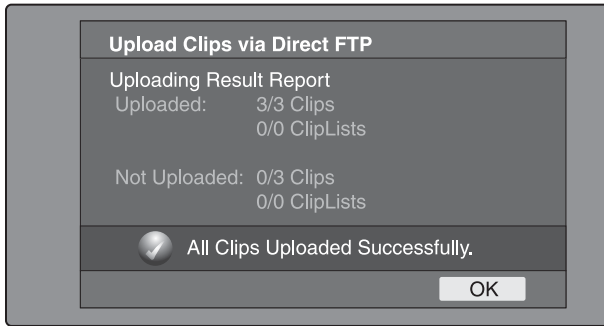 Upload Clips via Direct FTP
Uploading Result Report
Uploaded: 3/3 Clips
0/0 ClipLists
Not Uploaded: 0/3 Clips
0/0 ClipLists
All Clips Uploaded Successfully.
OK